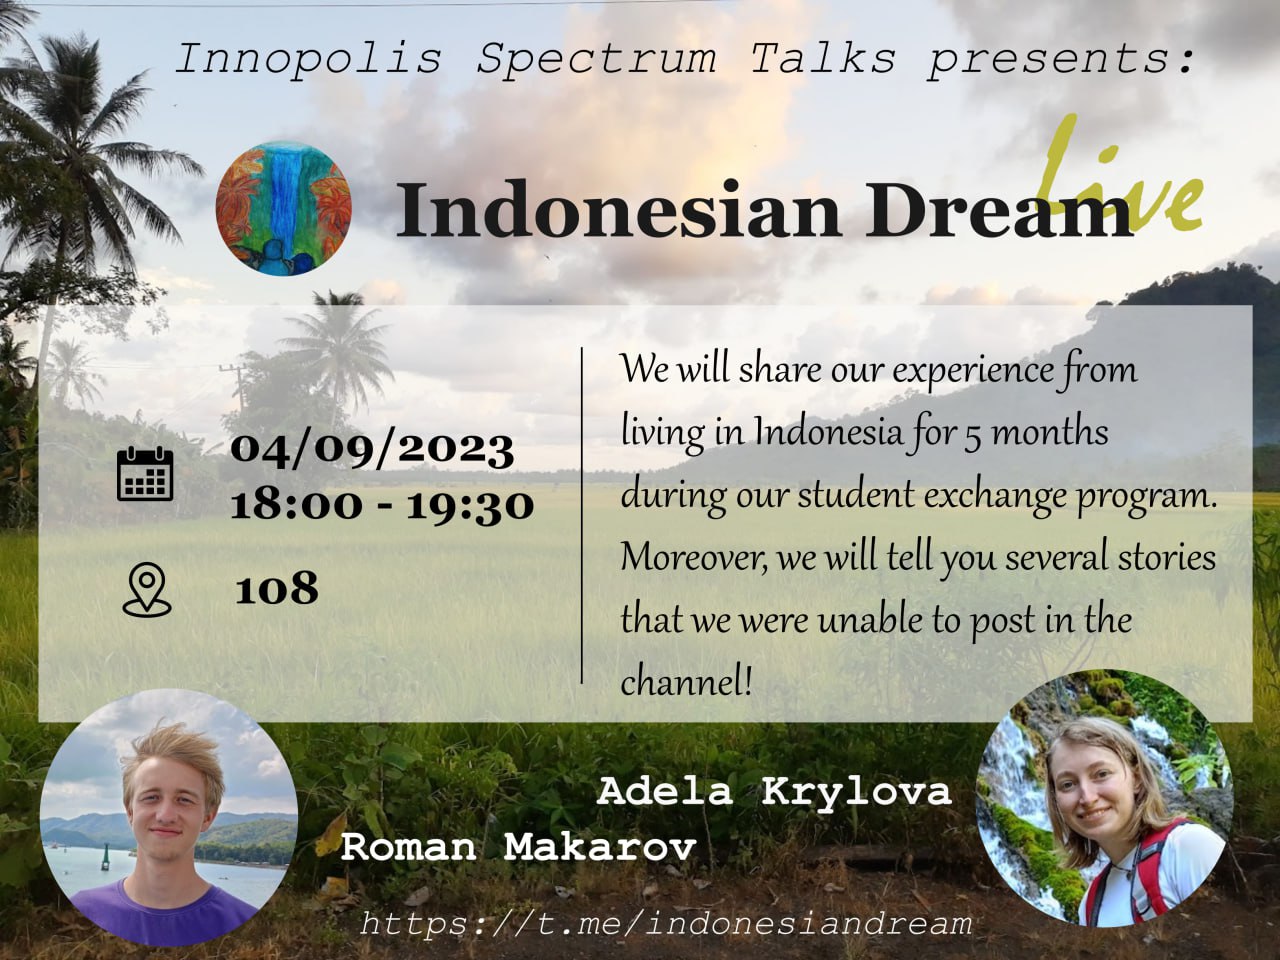 Innopolis Spectrum Talks presents:
Live
Indonesian Dream
04/09/2023
18:00 - 19:30
108
We will share our experience from
living in Indonesia for 5 months
during our student exchange program.
Moreover, we will tell you several stories
that we were unable to post in the
channel!
Adela Krylova
Roman Makarov
https://t.me/indonesiandream